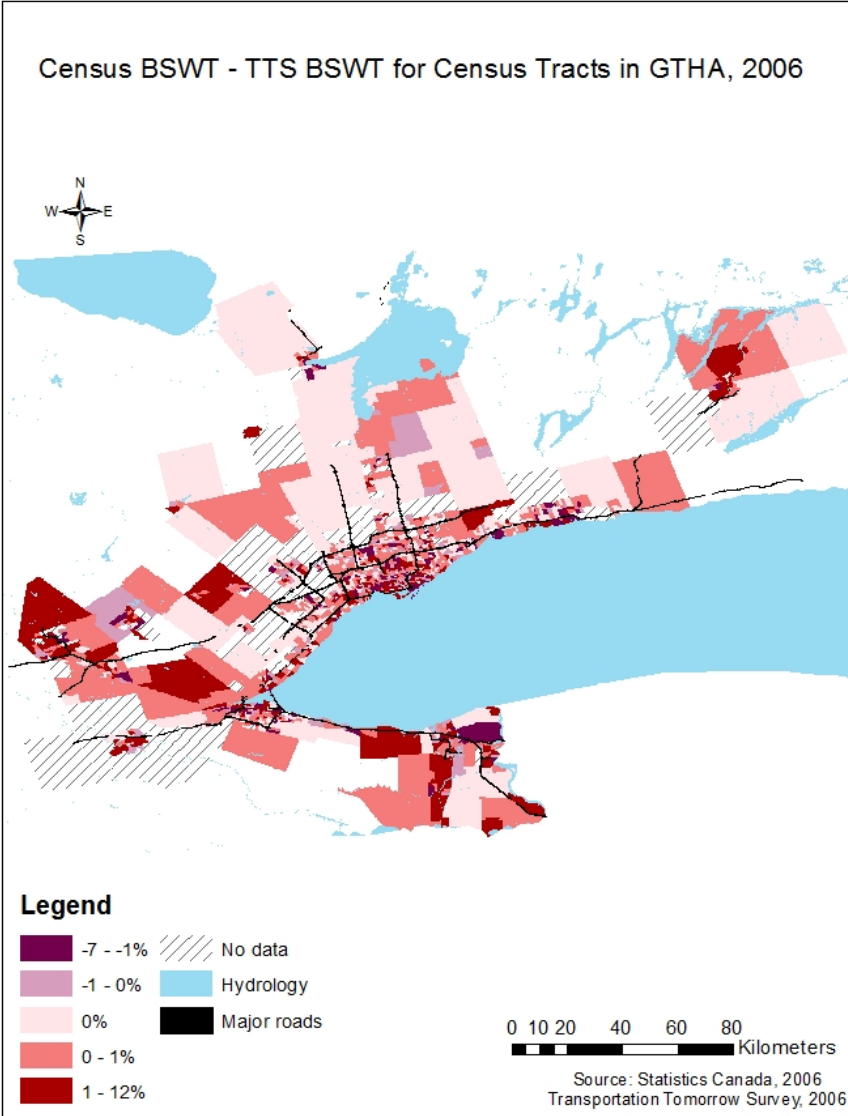 Census BSWT - TTS BSWT for Census Tracts in GTHA, 2006
N
W E
S
Legend
-7 - -1% No data
-1 - 0% Hydrology
0% Major roads
0 - 1%
1 - 12%
0 10 20 40 60 80
Kilometers
Source: Statistics Canada, 2006
Transportation Tomorrow Survey, 2006